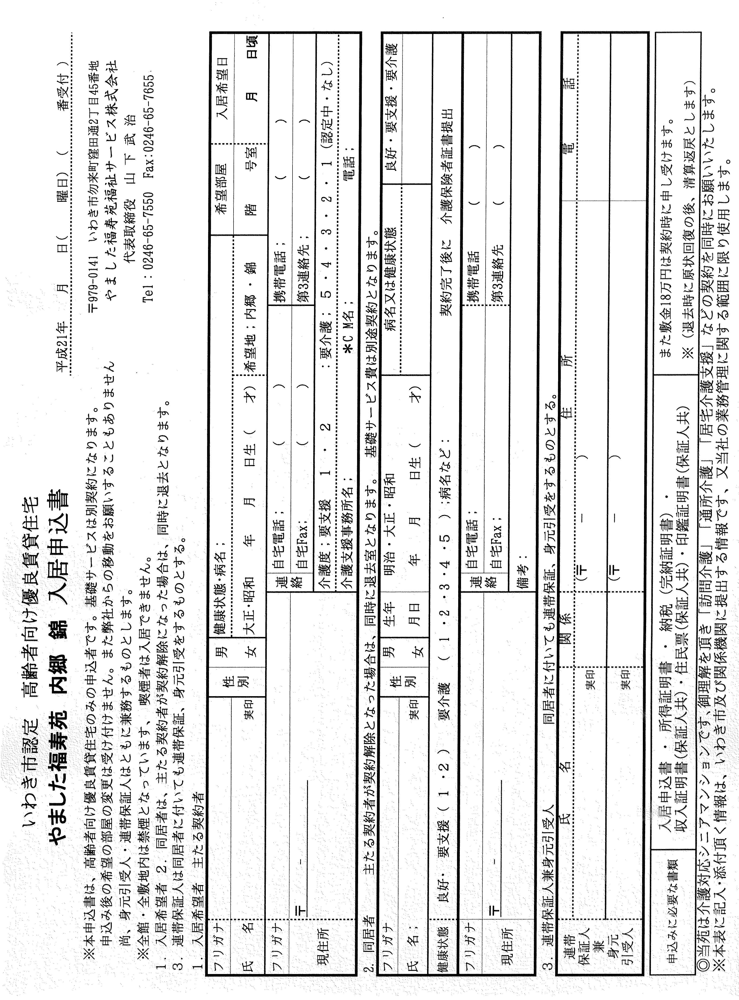 いわき市認定　高齢者向け優良賃貸住宅
やました福寿苑　内郷　錦　入居申込書
平成21年　　月　　日（　　曜日）（　　　番受付 ）
※本申込書は、高齢者向け優良賃貸住宅のみの申込者です。基礎サービスは別契約になります。
申込み後の希望の部屋の変更は受け付けません。また弊社からの移動をお願いすることもありません
尚、身元引受人・連帯保証人はともに兼務するものとします。
※全館・全敷地内は禁煙となっています、喫煙者は入居できません。
〒979-0141　いわき市勿来町窪田通2丁目45番地
やました福寿苑福祉サービス株式会社
代表取締役　山 下 武 治
Tel：0246-65-7550　Fax:0246-65-7655
1. 入居希望者 2. 同居者は、主たる契約者が契約解除になった場合は、同時に退去となります。
3. 連帯保証人は同居者に付いても連帯保証、身元引受をするものとする。
1. 入居希望者　主たる契約者
フリガナ　性別　男　健康状態・病名；　希望部屋　入居希望日
氏　名　実印　女　大正・昭和　年　月　日生（　才）　希望地；内郷・錦　階　号室　月　日頃
フリガナ　連絡　自宅電話；　（　　）　携帯電話；　（　　）
〒　-　自宅Fax;　（　　）　第3連絡先；　（　　）
現住所　介護度；要支援　1 ・ 2　：要介護；5 ・ 4 ・ 3 ・ 2 ・ 1（認定中・なし）
介護支援事務所名；　＊C M名；　電話；
2. 同居者　主たる契約者が契約解除となった場合は、同時に退去室となります。　基礎サービス費は別途契約となります。
フリガナ　性別　男　生年　明治・大正・昭和　病名又は健康状態　良好・要支援・要介護
氏　名；　実印　女　月日　年　月　日生（　才）
健康状態　良好・　要支援（ 1 ・2 ）　要介護　（ 1 ・2 ・3 ・4 ・5 ）;病名など：　契約完了後に　介護保険者証書提出
フリガナ　連絡　自宅電話；　携帯電話　（　　）
〒　-　自宅Fax；　第3連絡先　（　　）
現住所　備考：
3. 連帯保証人兼身元引受人　同居者に付いても連帯保証、身元引受をするものとする。
氏　名　関　係　住　所　電　話
連帯
保証人
兼
身元
引受人
実印　（〒　－　）
実印　（〒　－　）
申込みに必要な書類
入居申込書 ・ 所得証明書 ・ 納税（完納証明書） ・
収入証明書(保証人共)・住民票(保証人共)・印鑑証明書(保証人共)
また敷金18万円は契約時に申し受けます。
※（退去時に原状回復の後、清算返戻とします）
◎当苑は介護対応シニアマンションです、御理解を頂き「訪問介護」「通所介護」「居宅介護支援」などの契約を同時にお願いいたします。
※本表に記入・添付頂く情報は、いわき市及び関係機関に提出する情報です、又当社の業務管理に関する範囲に限り使用します。